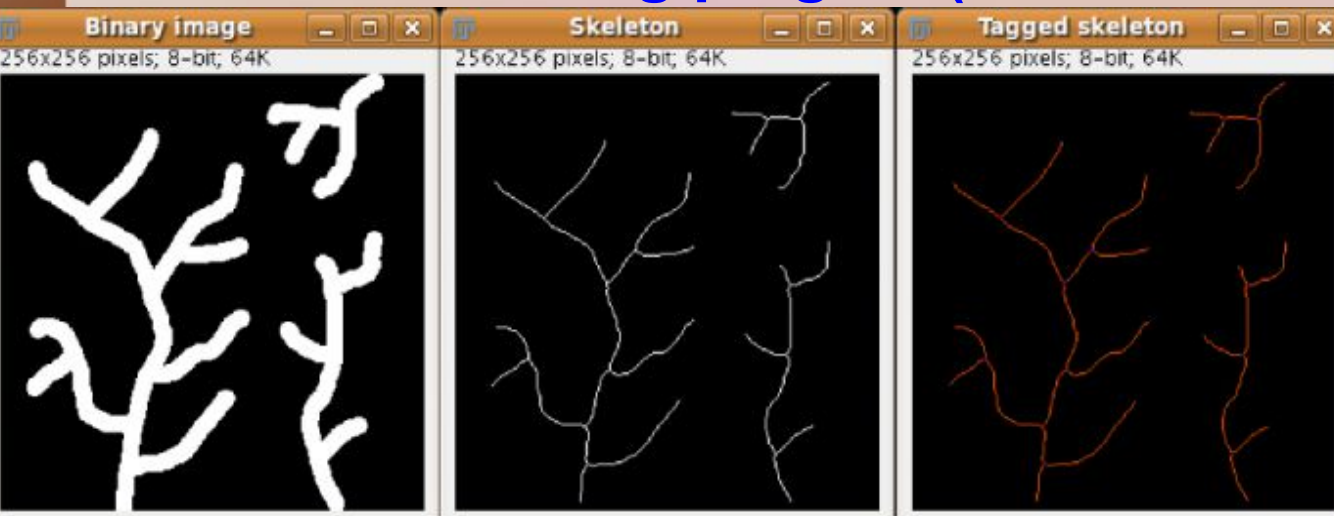 Binary image
256x256 pixels; 8-bit; 64K
Skeleton
256x256 pixels; 8-bit; 64K
Tagged skeleton
256x256 pixels; 8-bit; 64K